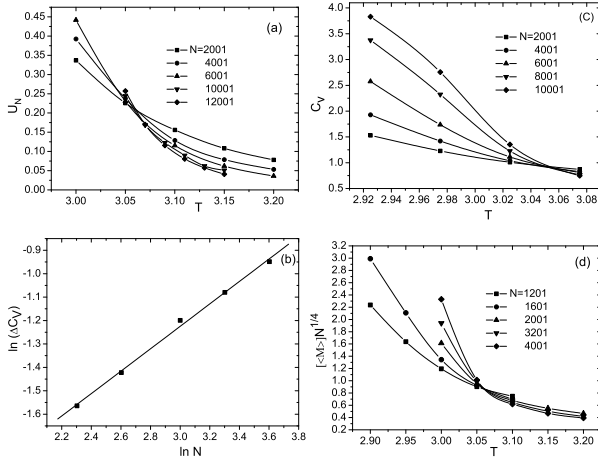 (a)
N=2001
4001
6001
10001
12001
U_N
0.45
0.40
0.35
0.30
0.25
0.20
0.15
0.10
0.05
0.00
3.00 3.05 3.10 3.15 3.20
T
(C)
N=2001
4001
6001
8001
10001
C_V
4.0
3.5
3.0
2.5
2.0
1.5
1.0
0.5
2.92 2.94 2.96 2.98 3.00 3.02 3.04 3.06 3.08
T
(b)
ln (ΔC_V)
-0.9
-1.0
-1.1
-1.2
-1.3
-1.4
-1.5
-1.6
2.2 2.4 2.6 2.8 3.0 3.2 3.4 3.6 3.8
ln N
(d)
N=1201
1601
2001
3201
4001
[<M>]N^1/4
3.2
3.0
2.8
2.6
2.4
2.2
2.0
1.8
1.6
1.4
1.2
1.0
0.8
0.6
0.4
0.2
0.0
2.90 2.95 3.00 3.05 3.10 3.15 3.20
T